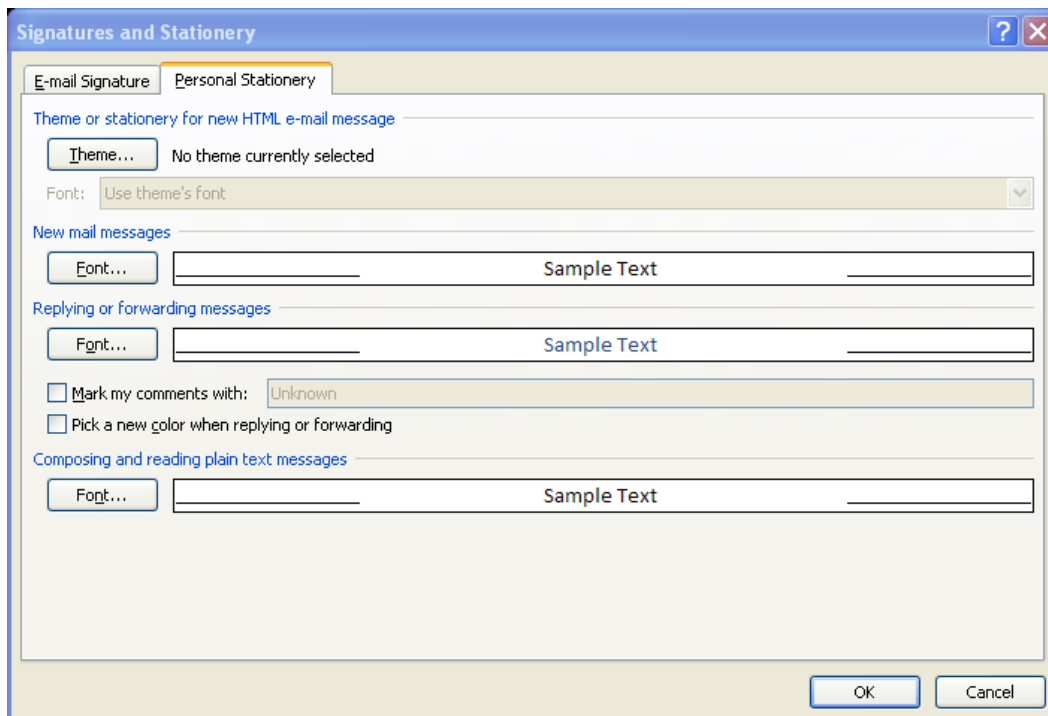 Signatures and Stationery
E-mail Signature Personal Stationery
Theme or stationery for new HTML e-mail message
Theme... No theme currently selected
Font: Use theme's font
New mail messages
Font... Sample Text
Replying or forwarding messages
Font... Sample Text
Mark my comments with: Unknown
Pick a new color when replying or forwarding
Composing and reading plain text messages
Font... Sample Text
OK Cancel